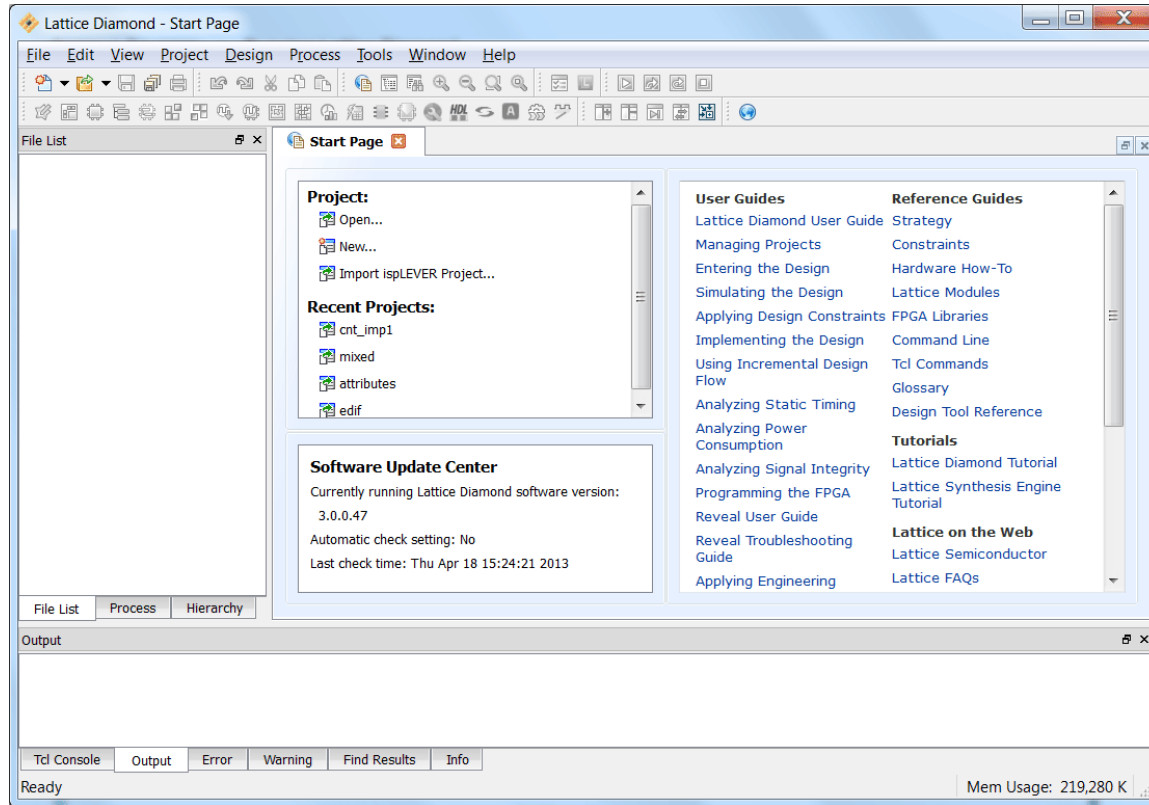 Lattice Diamond - Start Page
File Edit View Project Design Process Tools Window Help
File List
Start Page
Project:
Open...
New...
Import ispLEVER Project...
Recent Projects:
cnt_imp1
mixed
attributes
edif
Software Update Center
Currently running Lattice Diamond software version:
3.0.0.47
Automatic check setting: No
Last check time: Thu Apr 18 15:24:21 2013
User Guides
Lattice Diamond User Guide
Managing Projects
Entering the Design
Simulating the Design
Applying Design Constraints
Implementing the Design
Using Incremental Design
Flow
Analyzing Static Timing
Analyzing Power
Consumption
Analyzing Signal Integrity
Programming the FPGA
Reveal User Guide
Reveal Troubleshooting
Guide
Applying Engineering
Reference Guides
Strategy
Constraints
Hardware How-To
Lattice Modules
FPGA Libraries
Command Line
Tcl Commands
Glossary
Design Tool Reference
Tutorials
Lattice Diamond Tutorial
Lattice Synthesis Engine
Tutorial
Lattice on the Web
Lattice Semiconductor
Lattice FAQs
File List Process Hierarchy
Output
Tcl Console Output Error Warning Find Results Info
Ready Mem Usage: 219,280 K